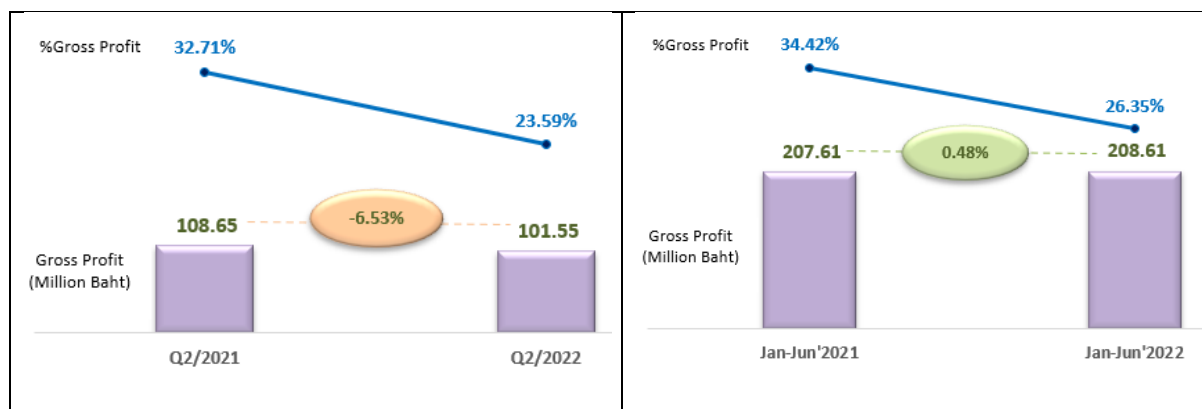 %Gross Profit
32.71%
23.59%
108.65
-6.53%
101.55
Gross Profit
(Million Baht)
Q2/2021
Q2/2022
%Gross Profit
34.42%
26.35%
207.61
0.48%
208.61
Gross Profit
(Million Baht)
Jan-Jun'2021
Jan-Jun'2022